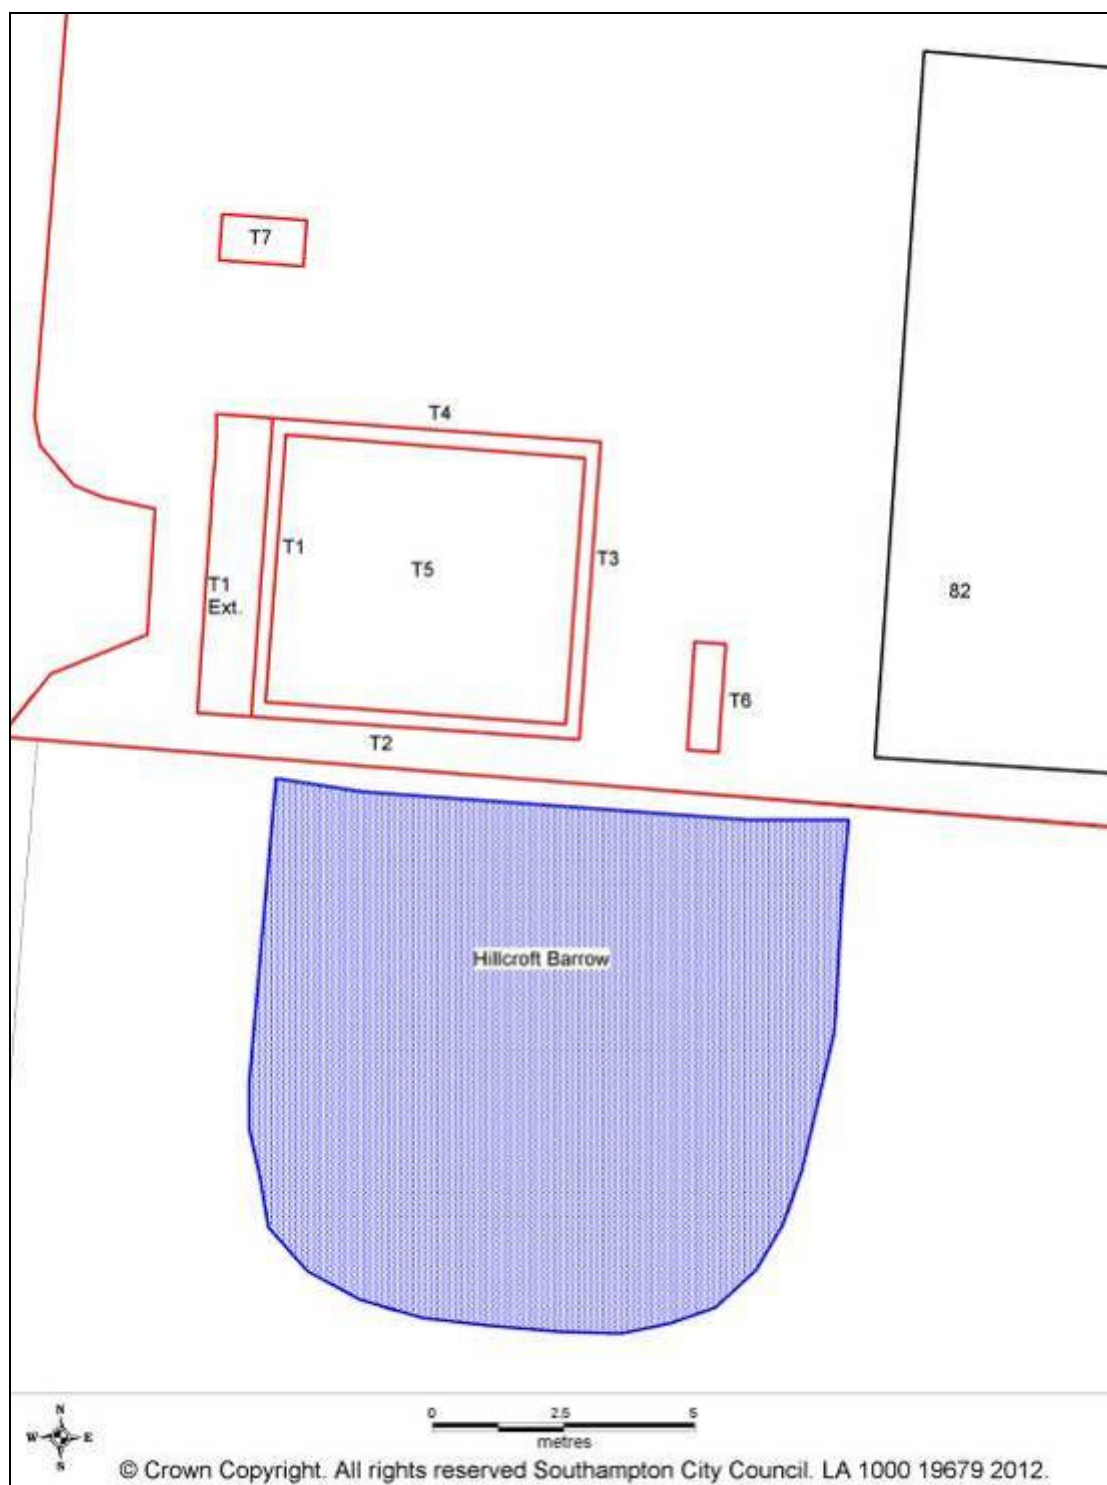 T7
T4
T1
T5
T3
T1
Ext.
82
T6
T2
Hillcroft Barrow
N
W E
S
0 2.5 5
metres
© Crown Copyright. All rights reserved Southampton City Council. LA 1000 19679 2012.